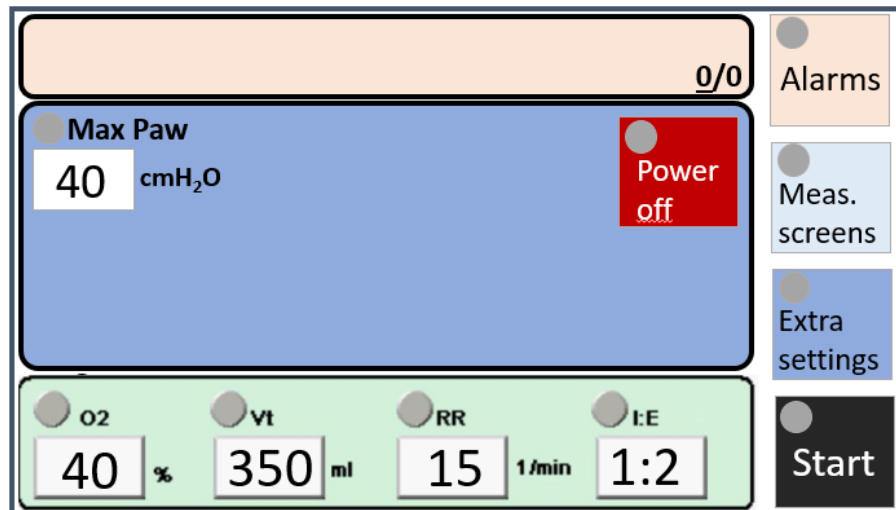 0/0
Alarms
Max Paw
40 cmH₂O
Power
off
Meas.
screens
Extra
settings
O2 Vt RR I:E
40 % 350 ml 15 1/min 1:2
Start